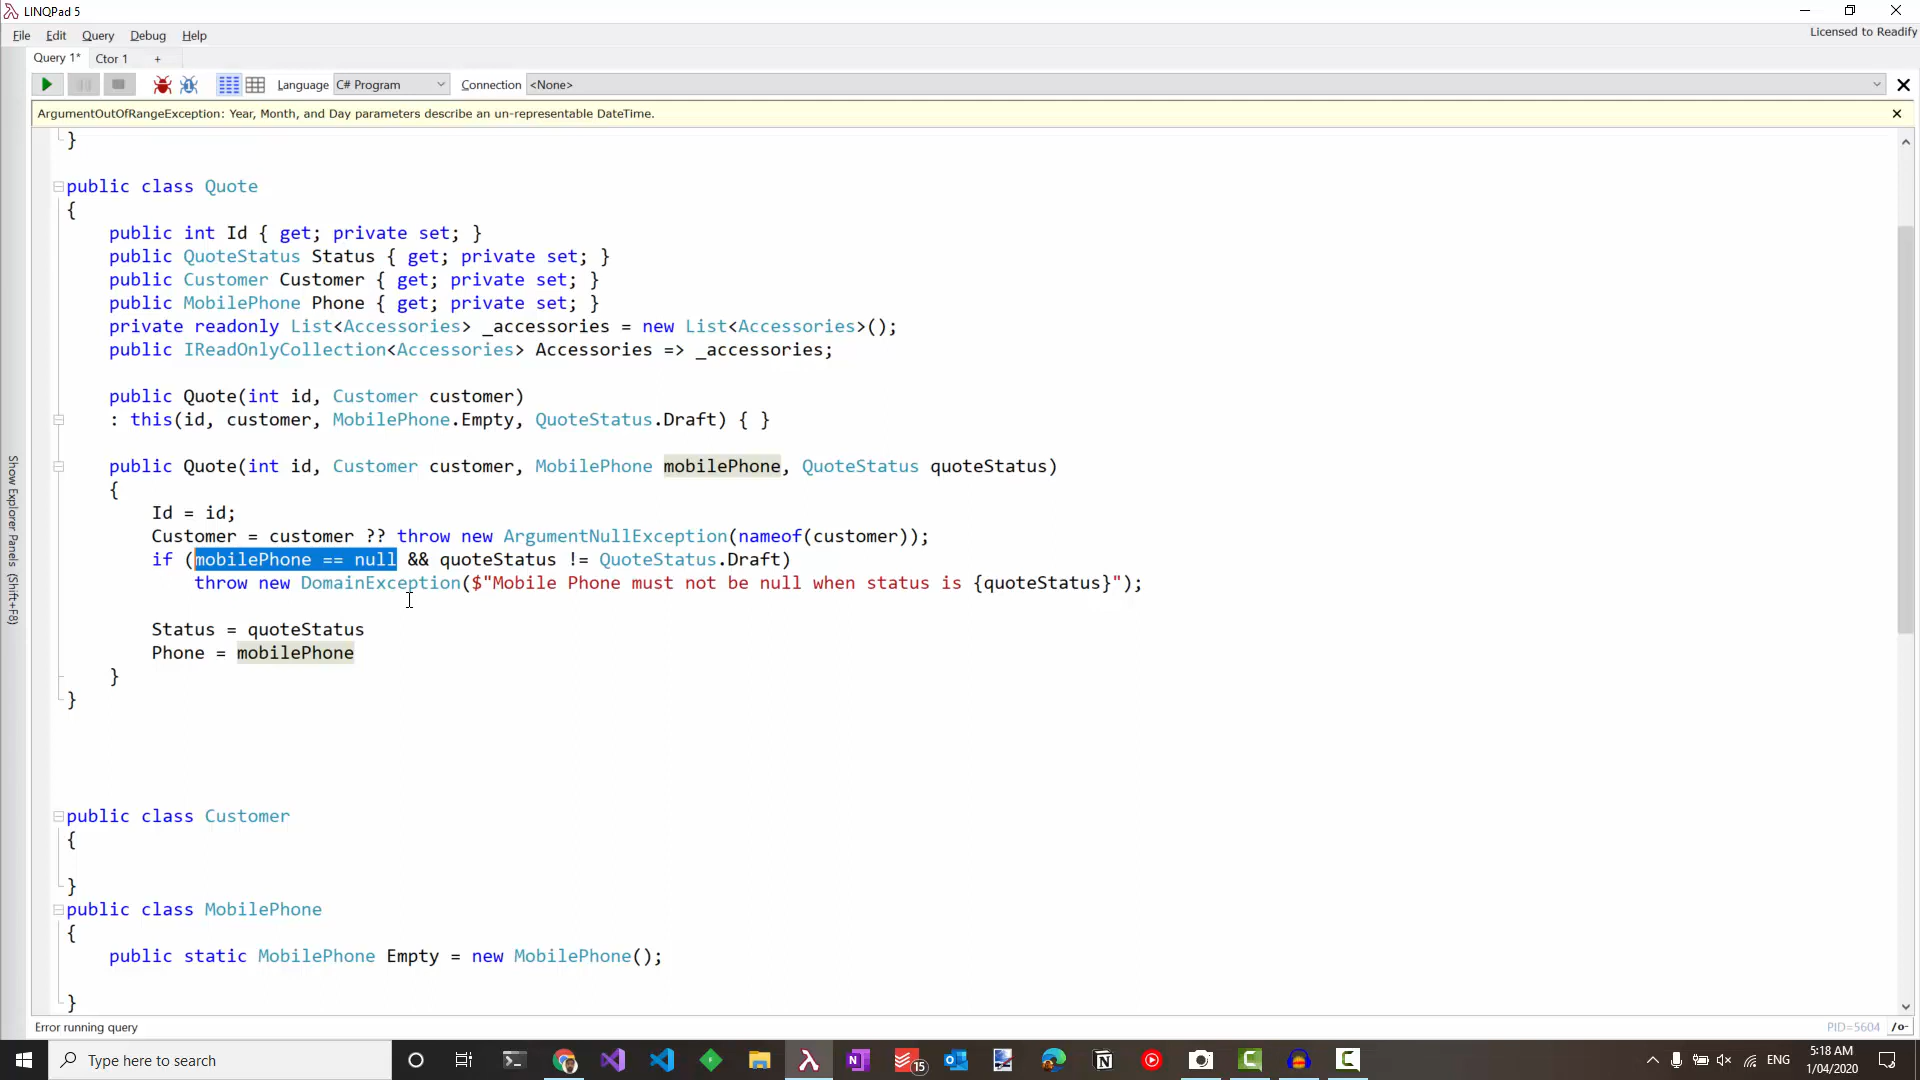 LINQPad 5
File Edit Query Debug Help
Licensed to Readify
Query 1* Ctor 1 +
Language C# Program Connection <None>
ArgumentOutOfRangeException: Year, Month, and Day parameters describe an un-representable DateTime.
}
public class Quote
{
public int Id { get; private set; }
public QuoteStatus Status { get; private set; }
public Customer Customer { get; private set; }
public MobilePhone Phone { get; private set; }
private readonly List<Accessories> _accessories = new List<Accessories>();
public IReadOnlyCollection<Accessories> Accessories => _accessories;
public Quote(int id, Customer customer)
: this(id, customer, MobilePhone.Empty, QuoteStatus.Draft) { }
public Quote(int id, Customer customer, MobilePhone mobilePhone, QuoteStatus quoteStatus)
{
Id = id;
Customer = customer ?? throw new ArgumentNullException(nameof(customer));
if (mobilePhone == null && quoteStatus != QuoteStatus.Draft)
throw new DomainException($"Mobile Phone must not be null when status is {quoteStatus}");
Status = quoteStatus
Phone = mobilePhone
}
}
public class Customer
{
}
public class MobilePhone
{
public static MobilePhone Empty = new MobilePhone();
}
Show Explorer Panels (Shift+F8)
Error running query
PID=5604 /o-
Type here to search
15
ENG
5:18 AM
1/04/2020